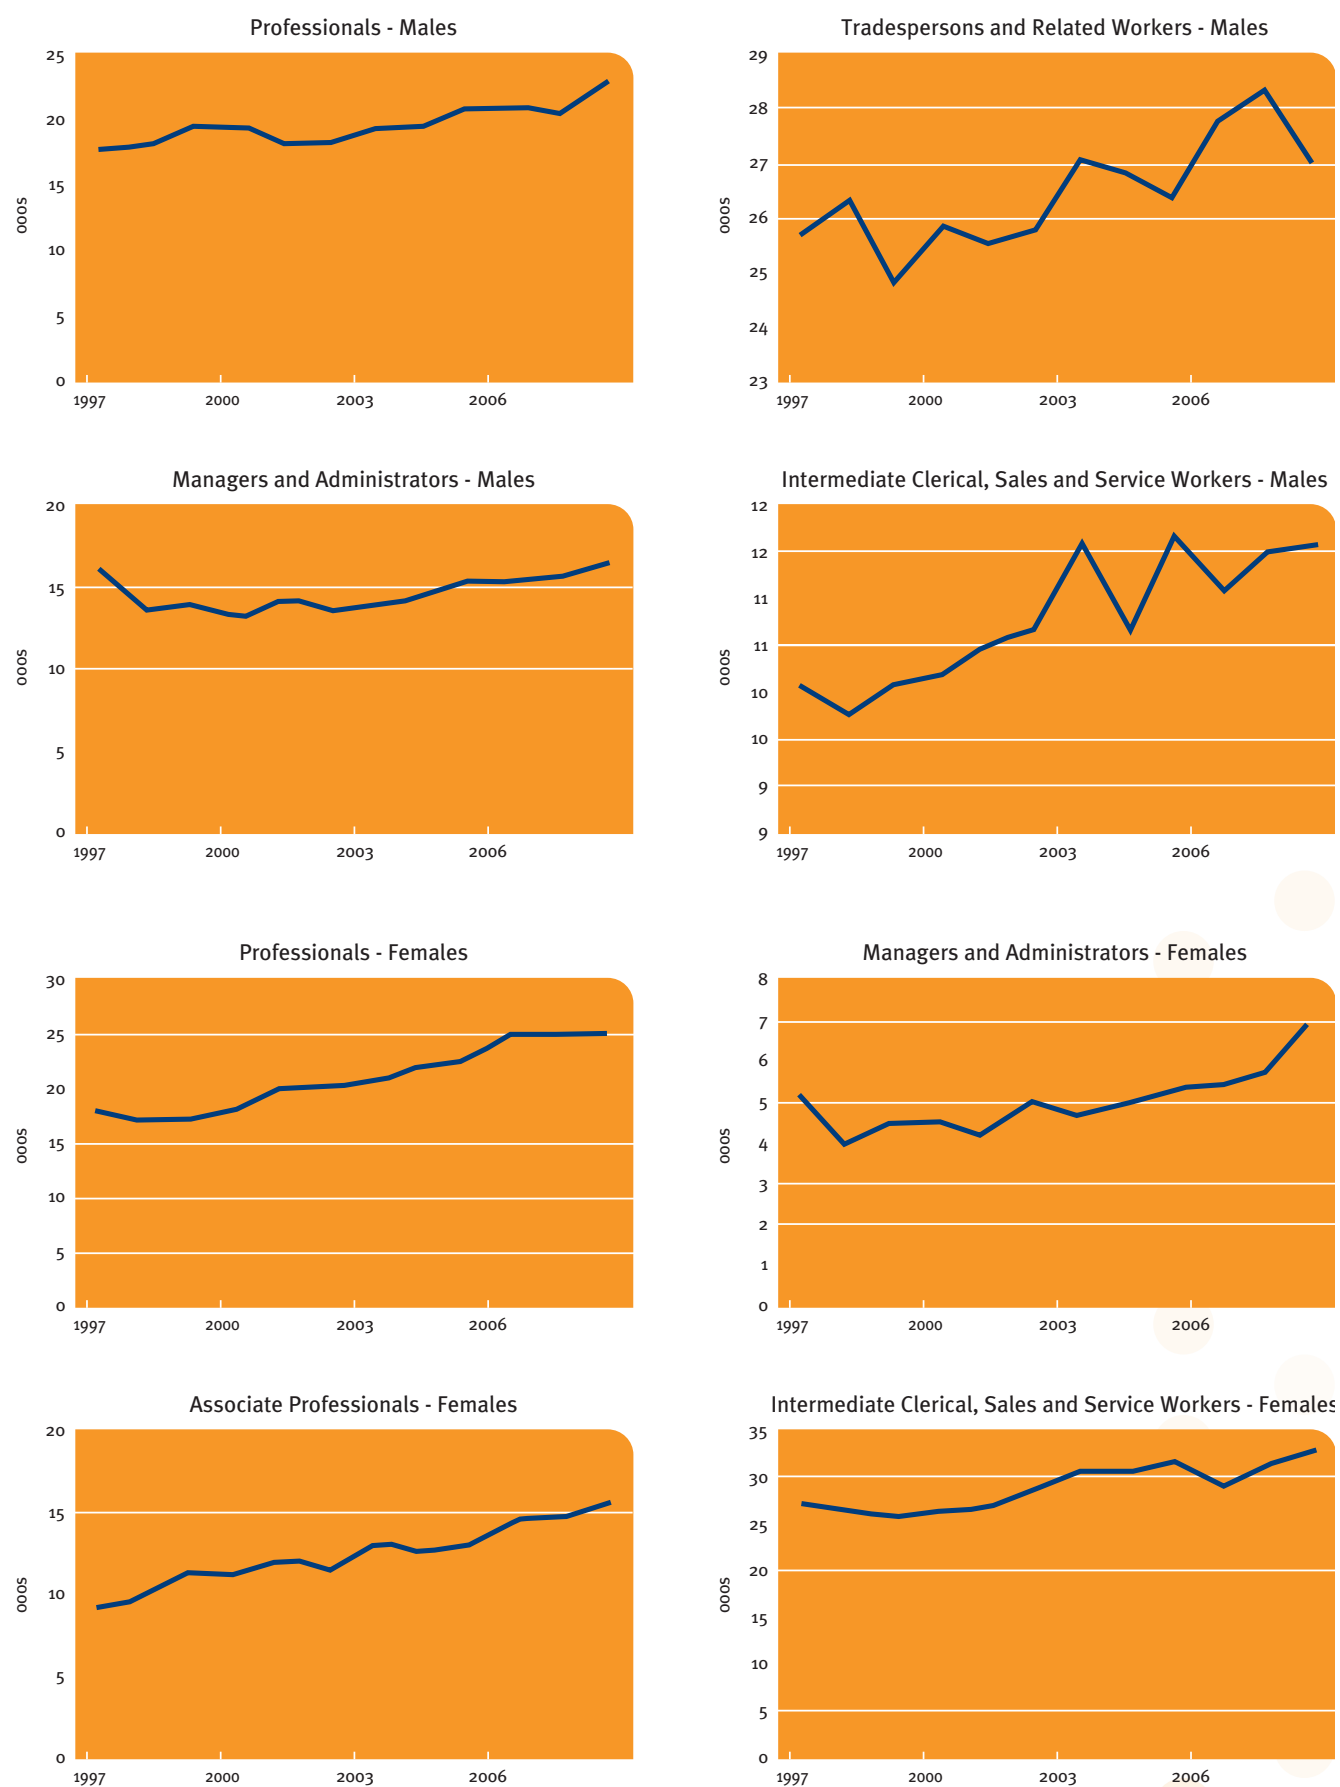 Professionals - Males
25
20
15
10
5
0
000s
1997 2000 2003 2006
Tradespersons and Related Workers - Males
29
28
27
26
25
24
23
000s
1997 2000 2003 2006
Managers and Administrators - Males
20
15
10
5
0
000s
1997 2000 2003 2006
Intermediate Clerical, Sales and Service Workers - Males
12
12
11
11
10
10
9
9
000s
1997 2000 2003 2006
Professionals - Females
30
25
20
15
10
5
0
000s
1997 2000 2003 2006
Managers and Administrators - Females
8
7
6
5
4
3
2
1
0
000s
1997 2000 2003 2006
Associate Professionals - Females
20
15
10
5
0
000s
1997 2000 2003 2006
Intermediate Clerical, Sales and Service Workers - Females
35
30
25
20
15
10
5
0
000s
1997 2000 2003 2006